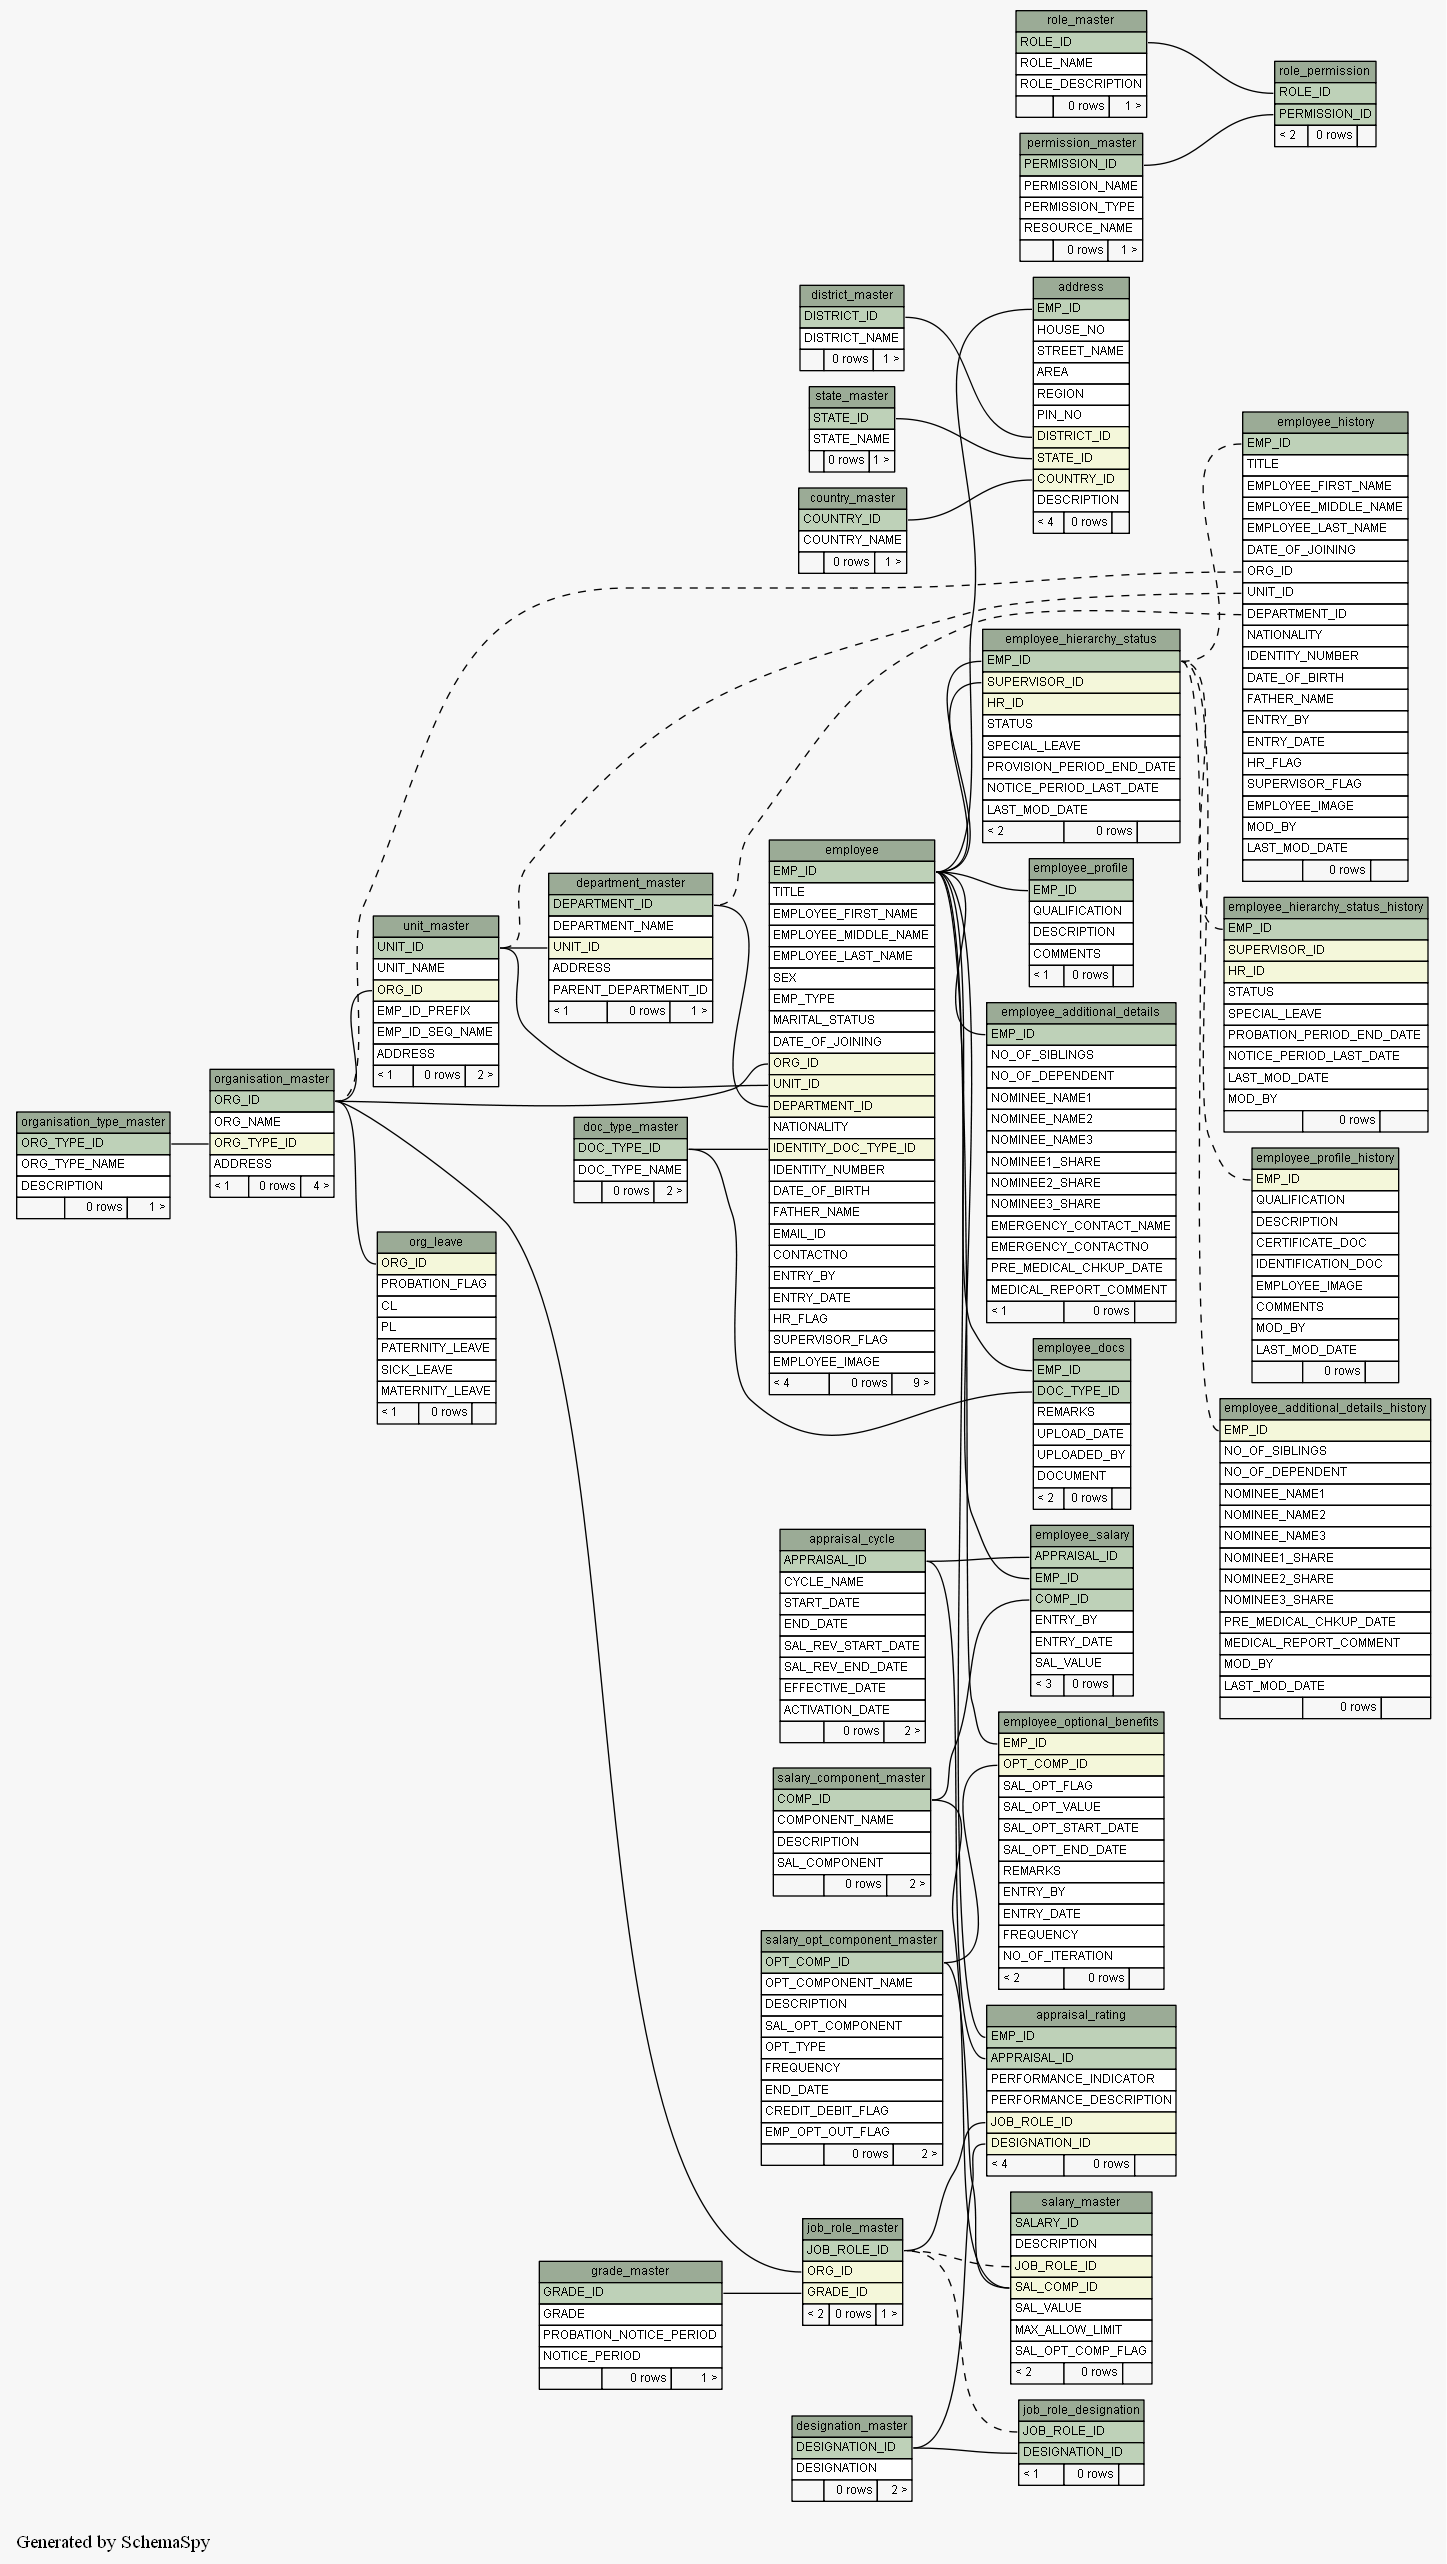 role_master
ROLE_ID
ROLE_NAME
ROLE_DESCRIPTION
0 rows 1 >
role_permission
ROLE_ID
PERMISSION_ID
< 2 0 rows
permission_master
PERMISSION_ID
PERMISSION_NAME
PERMISSION_TYPE
RESOURCE_NAME
0 rows 1 >
address
EMP_ID
HOUSE_NO
STREET_NAME
AREA
REGION
PIN_NO
DISTRICT_ID
STATE_ID
COUNTRY_ID
DESCRIPTION
< 4 0 rows
district_master
DISTRICT_ID
DISTRICT_NAME
0 rows 1 >
state_master
STATE_ID
STATE_NAME
0 rows 1 >
country_master
COUNTRY_ID
COUNTRY_NAME
0 rows 1 >
employee_history
EMP_ID
TITLE
EMPLOYEE_FIRST_NAME
EMPLOYEE_MIDDLE_NAME
EMPLOYEE_LAST_NAME
DATE_OF_JOINING
ORG_ID
UNIT_ID
DEPARTMENT_ID
NATIONALITY
IDENTITY_NUMBER
DATE_OF_BIRTH
FATHER_NAME
ENTRY_BY
ENTRY_DATE
HR_FLAG
SUPERVISOR_FLAG
EMPLOYEE_IMAGE
MOD_BY
LAST_MOD_DATE
0 rows
employee_hierarchy_status
EMP_ID
SUPERVISOR_ID
HR_ID
STATUS
SPECIAL_LEAVE
PROVISION_PERIOD_END_DATE
NOTICE_PERIOD_LAST_DATE
LAST_MOD_DATE
< 2 0 rows
employee
EMP_ID
TITLE
EMPLOYEE_FIRST_NAME
EMPLOYEE_MIDDLE_NAME
EMPLOYEE_LAST_NAME
SEX
EMP_TYPE
MARITAL_STATUS
DATE_OF_JOINING
ORG_ID
UNIT_ID
DEPARTMENT_ID
NATIONALITY
IDENTITY_DOC_TYPE_ID
IDENTITY_NUMBER
DATE_OF_BIRTH
FATHER_NAME
EMAIL_ID
CONTACTNO
ENTRY_BY
ENTRY_DATE
HR_FLAG
SUPERVISOR_FLAG
EMPLOYEE_IMAGE
< 4 0 rows 9 >
employee_profile
EMP_ID
QUALIFICATION
DESCRIPTION
COMMENTS
< 1 0 rows
department_master
DEPARTMENT_ID
DEPARTMENT_NAME
UNIT_ID
ADDRESS
PARENT_DEPARTMENT_ID
< 1 0 rows 1 >
unit_master
UNIT_ID
UNIT_NAME
ORG_ID
EMP_ID_PREFIX
EMP_ID_SEQ_NAME
ADDRESS
< 1 0 rows 2 >
employee_hierarchy_status_history
EMP_ID
SUPERVISOR_ID
HR_ID
STATUS
SPECIAL_LEAVE
PROBATION_PERIOD_END_DATE
NOTICE_PERIOD_LAST_DATE
LAST_MOD_DATE
MOD_BY
0 rows
employee_additional_details
EMP_ID
NO_OF_SIBLINGS
NO_OF_DEPENDENT
NOMINEE_NAME1
NOMINEE_NAME2
NOMINEE_NAME3
NOMINEE1_SHARE
NOMINEE2_SHARE
NOMINEE3_SHARE
EMERGENCY_CONTACT_NAME
EMERGENCY_CONTACTNO
PRE_MEDICAL_CHKUP_DATE
MEDICAL_REPORT_COMMENT
< 1 0 rows
organisation_master
ORG_ID
ORG_NAME
ORG_TYPE_ID
ADDRESS
< 1 0 rows 4 >
organisation_type_master
ORG_TYPE_ID
ORG_TYPE_NAME
DESCRIPTION
0 rows 1 >
doc_type_master
DOC_TYPE_ID
DOC_TYPE_NAME
0 rows 2 >
employee_profile_history
EMP_ID
QUALIFICATION
DESCRIPTION
CERTIFICATE_DOC
IDENTIFICATION_DOC
EMPLOYEE_IMAGE
COMMENTS
MOD_BY
LAST_MOD_DATE
0 rows
org_leave
ORG_ID
PROBATION_FLAG
CL
PL
PATERNITY_LEAVE
SICK_LEAVE
MATERNITY_LEAVE
< 1 0 rows
employee_docs
EMP_ID
DOC_TYPE_ID
REMARKS
UPLOAD_DATE
UPLOADED_BY
DOCUMENT
< 2 0 rows
employee_additional_details_history
EMP_ID
NO_OF_SIBLINGS
NO_OF_DEPENDENT
NOMINEE_NAME1
NOMINEE_NAME2
NOMINEE_NAME3
NOMINEE1_SHARE
NOMINEE2_SHARE
NOMINEE3_SHARE
PRE_MEDICAL_CHKUP_DATE
MEDICAL_REPORT_COMMENT
MOD_BY
LAST_MOD_DATE
0 rows
appraisal_cycle
APPRAISAL_ID
CYCLE_NAME
START_DATE
END_DATE
SAL_REV_START_DATE
SAL_REV_END_DATE
EFFECTIVE_DATE
ACTIVATION_DATE
0 rows 2 >
employee_salary
APPRAISAL_ID
EMP_ID
COMP_ID
ENTRY_BY
ENTRY_DATE
SAL_VALUE
< 3 0 rows
employee_optional_benefits
EMP_ID
OPT_COMP_ID
SAL_OPT_FLAG
SAL_OPT_VALUE
SAL_OPT_START_DATE
SAL_OPT_END_DATE
REMARKS
ENTRY_BY
ENTRY_DATE
FREQUENCY
NO_OF_ITERATION
< 2 0 rows
salary_component_master
COMP_ID
COMPONENT_NAME
DESCRIPTION
SAL_COMPONENT
0 rows 2 >
salary_opt_component_master
OPT_COMP_ID
OPT_COMPONENT_NAME
DESCRIPTION
SAL_OPT_COMPONENT
OPT_TYPE
FREQUENCY
END_DATE
CREDIT_DEBIT_FLAG
EMP_OPT_OUT_FLAG
0 rows 2 >
appraisal_rating
EMP_ID
APPRAISAL_ID
PERFORMANCE_INDICATOR
PERFORMANCE_DESCRIPTION
JOB_ROLE_ID
DESIGNATION_ID
< 4 0 rows
salary_master
SALARY_ID
DESCRIPTION
JOB_ROLE_ID
SAL_COMP_ID
SAL_VALUE
MAX_ALLOW_LIMIT
SAL_OPT_COMP_FLAG
< 2 0 rows
job_role_master
JOB_ROLE_ID
ORG_ID
GRADE_ID
< 2 0 rows 1 >
grade_master
GRADE_ID
GRADE
PROBATION_NOTICE_PERIOD
NOTICE_PERIOD
0 rows 1 >
job_role_designation
JOB_ROLE_ID
DESIGNATION_ID
< 1 0 rows
designation_master
DESIGNATION_ID
DESIGNATION
0 rows 2 >
Generated by SchemaSpy